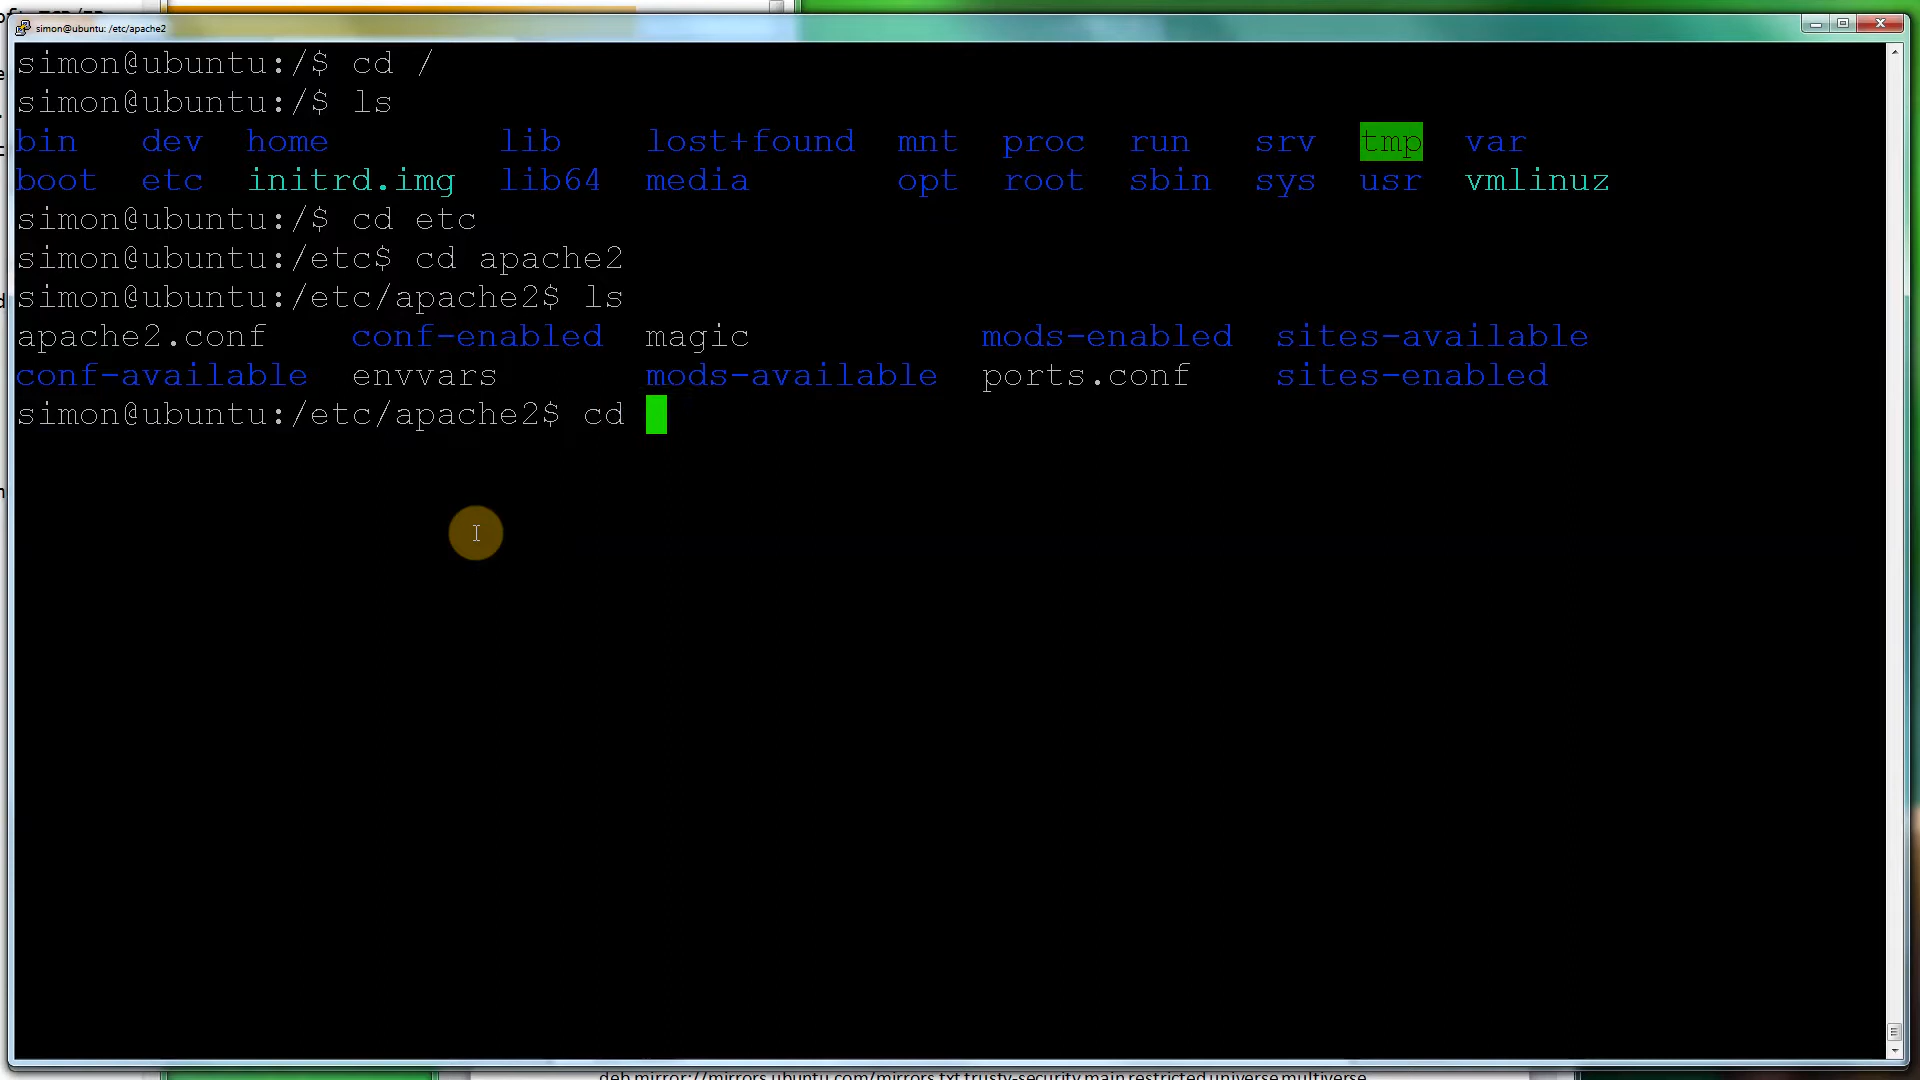 simon@ubuntu: /etc/apache2
simon@ubuntu:/$ cd /
simon@ubuntu:/$ ls
bin dev home lib lost+found mnt proc run srv tmp var
boot etc initrd.img lib64 media opt root sbin sys usr vmlinuz
simon@ubuntu:/$ cd etc
simon@ubuntu:/etc$ cd apache2
simon@ubuntu:/etc/apache2$ ls
apache2.conf conf-enabled magic mods-enabled sites-available
conf-available envvars mods-available ports.conf sites-enabled
simon@ubuntu:/etc/apache2$ cd
deb mirror://mirrors.ubuntu.com/mirrors.txt trusty-security main restricted universe multiverse